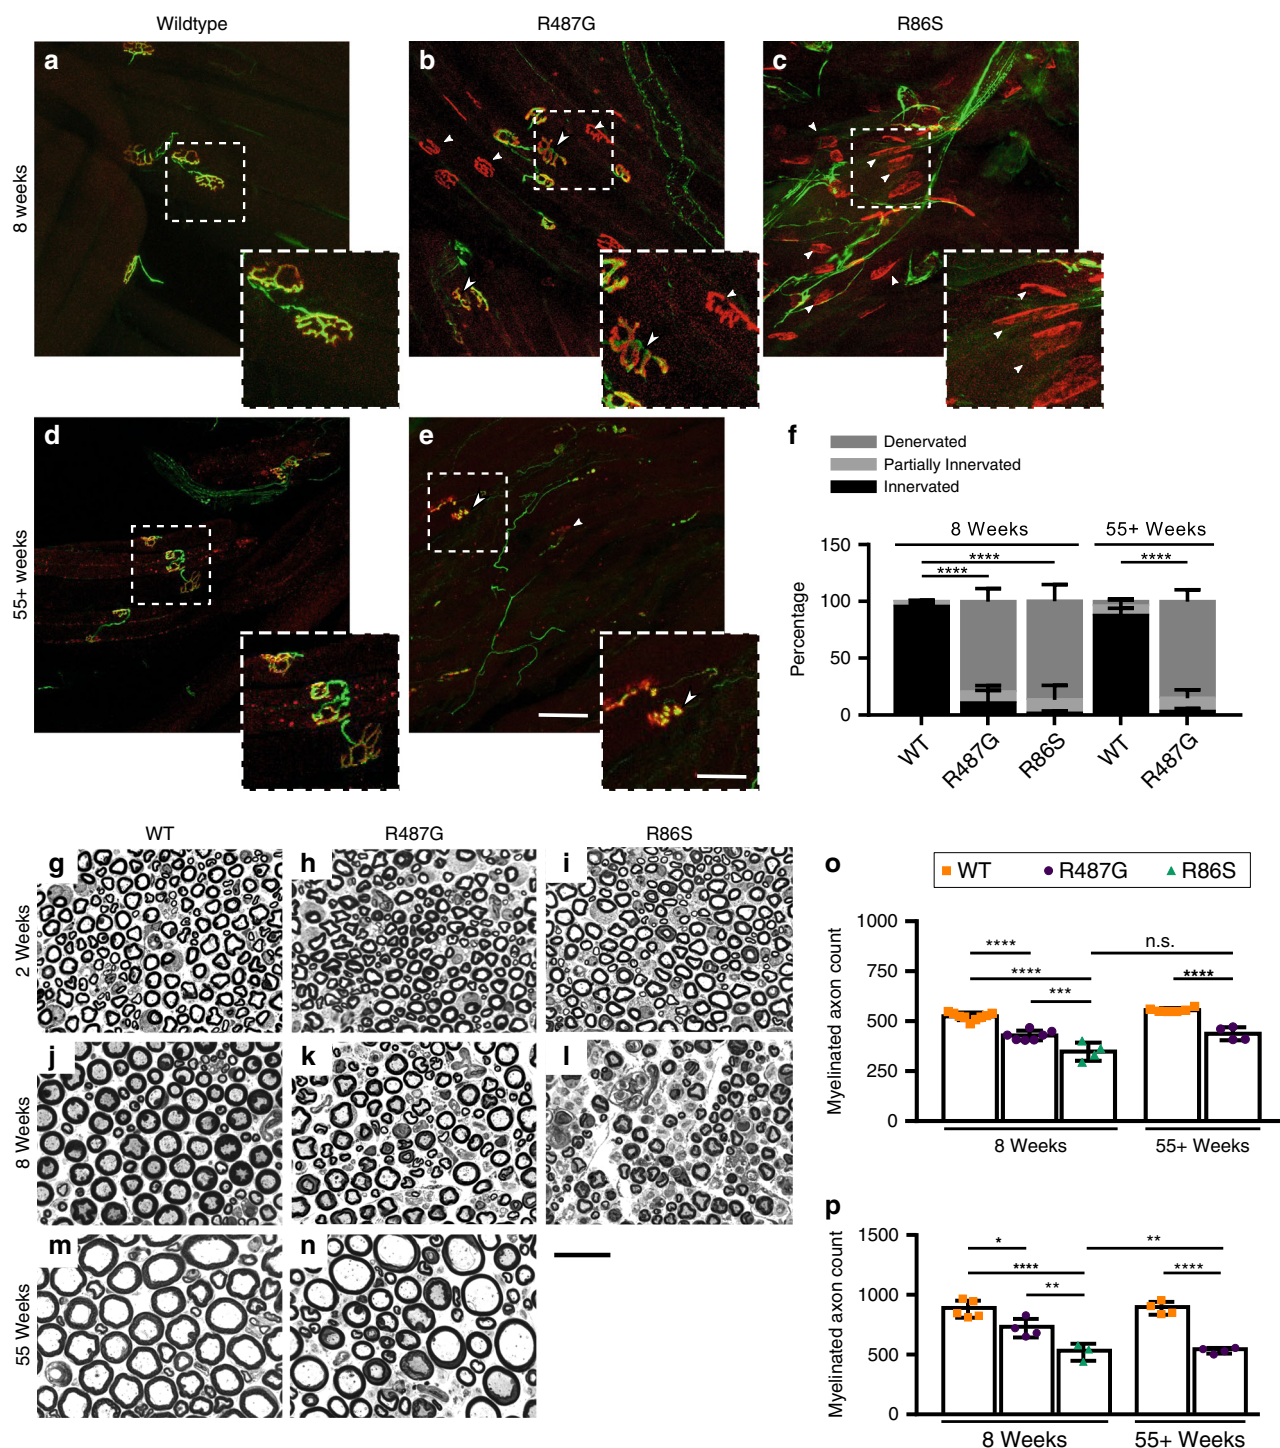 Wildtype R487G R86S
8 weeks
a b c
55+ weeks
d e f
Denervated
Partially Innervated
Innervated
8 Weeks 55+ Weeks
**** **** ****
Percentage
150
100
50
0
WT R487G R86S WT R487G
WT R487G R86S
2 Weeks
g h i
8 Weeks
j k l
55 Weeks
m n
o
WT R487G R86S
Myelinated axon count
1000
750
500
250
0
**** n.s.
**** ****
***
8 Weeks 55+ Weeks
p
Myelinated axon count
1500
1000
500
0
* **
**** ****
**
8 Weeks 55+ Weeks